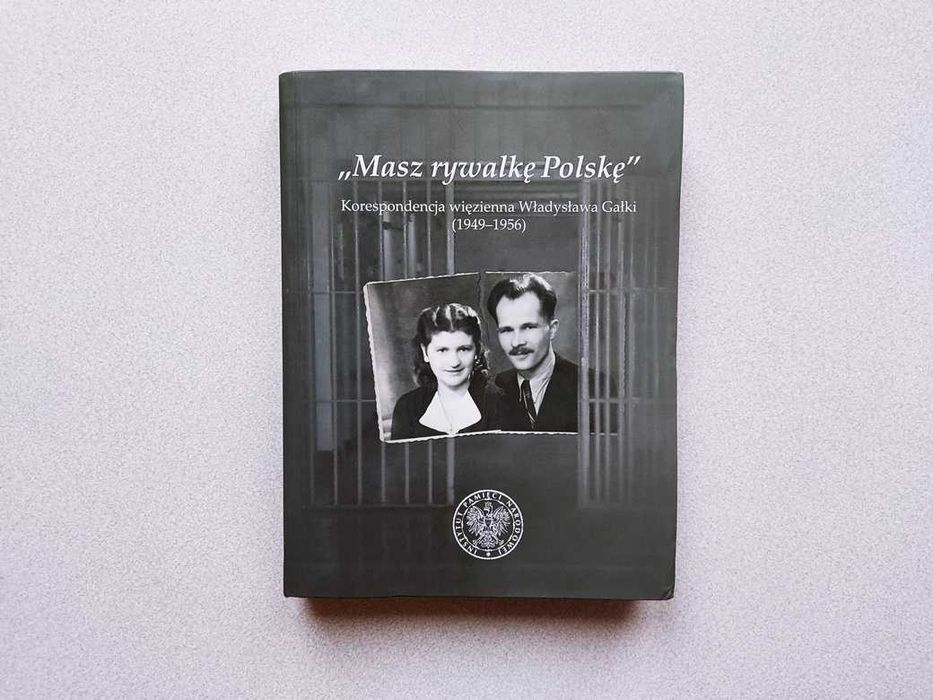 „Masz rywalkę Polskę”
Korespondencja więzienna Władysława Gałki
(1949–1956)
INSTYTUT PAMIĘCI NARODOWEJ